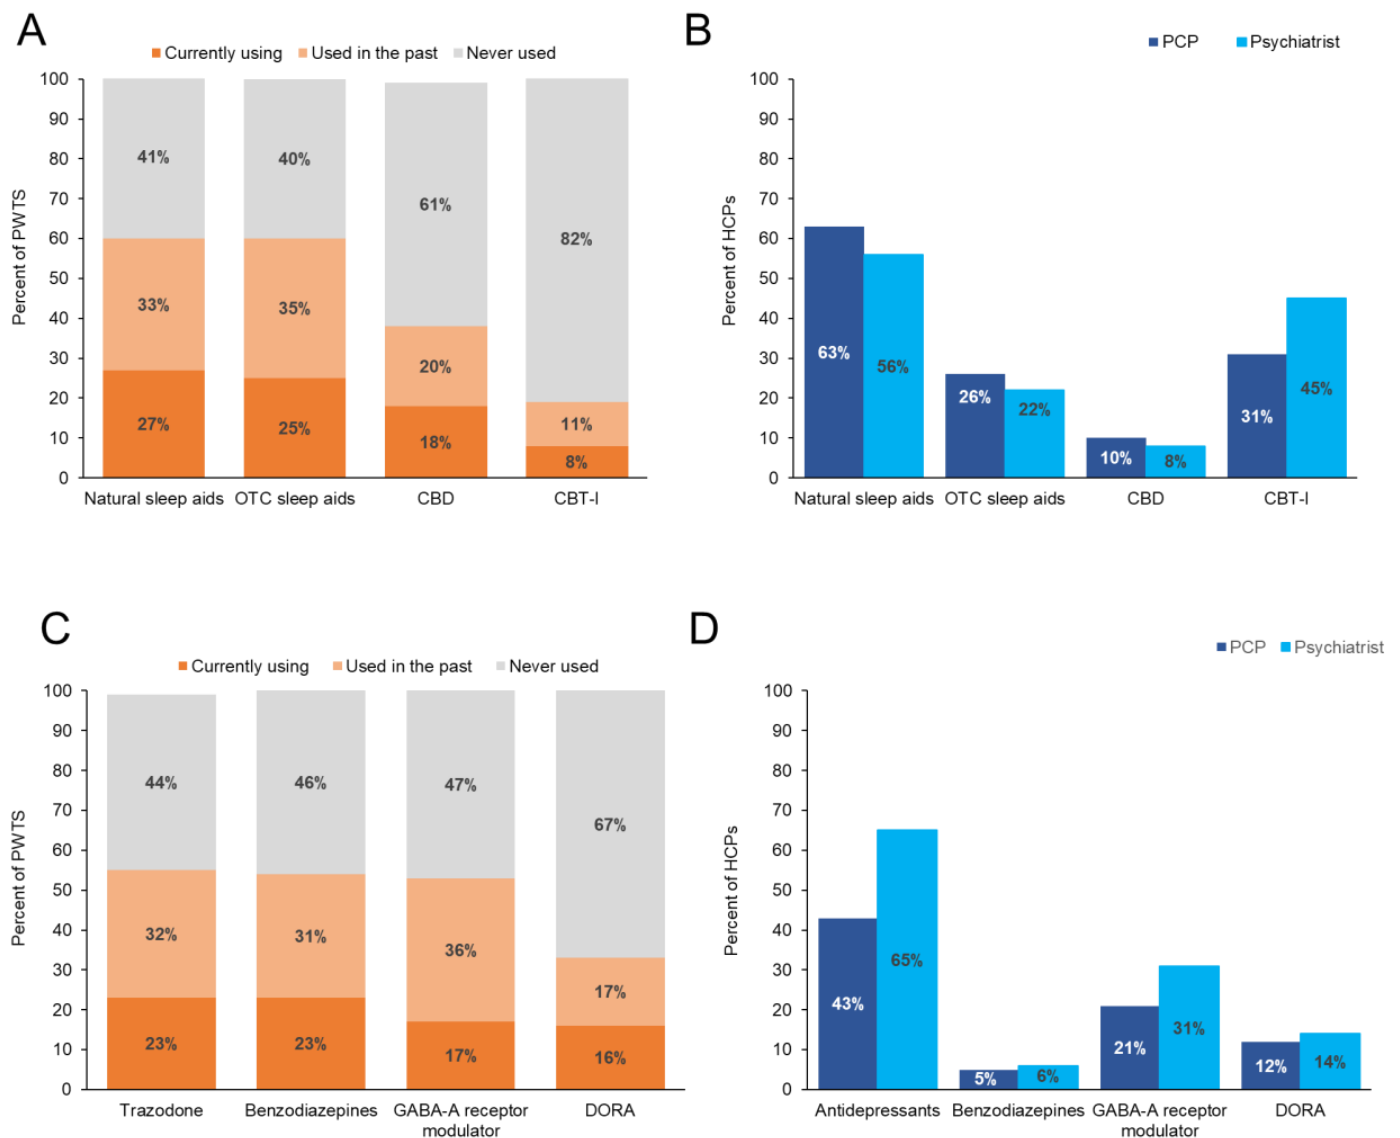 A
Currently using Used in the past Never used
Percent of PWTS
100
90
80
70
60
50
40
30
20
10
0
41% 40% 61% 82%
33% 35% 20% 11%
27% 25% 18% 8%
Natural sleep aids OTC sleep aids CBD CBT-I
B
PCP Psychiatrist
Percent of HCPs
100
90
80
70
60
50
40
30
20
10
0
63% 56% 26% 22% 10% 8% 31% 45%
Natural sleep aids OTC sleep aids CBD CBT-I
C
Currently using Used in the past Never used
Percent of PWTS
100
90
80
70
60
50
40
30
20
10
0
44% 46% 47% 67%
32% 31% 36% 17%
23% 23% 17% 16%
Trazodone Benzodiazepines GABA-A receptor DORA
modulator
D
PCP Psychiatrist
Percent of HCPs
100
90
80
70
60
50
40
30
20
10
0
43% 65% 5% 6% 21% 31% 12% 14%
Antidepressants Benzodiazepines GABA-A receptor DORA
modulator